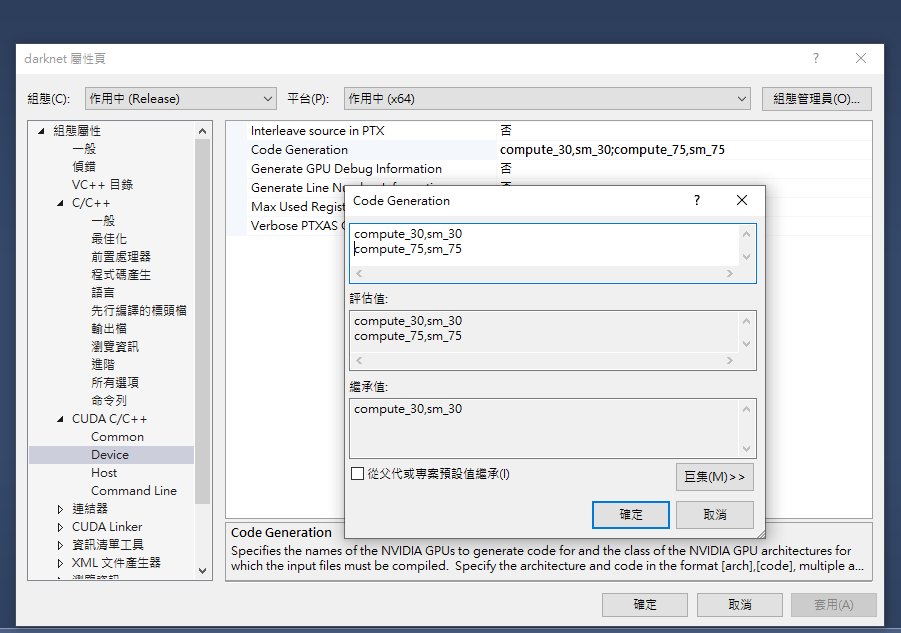 darknet 屬性頁
?
組態(C):
作用中 (Release)
平台(P):
作用中 (x64)
組態管理員(O)...
組態屬性
一般
偵錯
VC++ 目錄
C/C++
一般
最佳化
前置處理器
程式碼產生
語言
先行編譯的標頭檔
輸出檔
瀏覽資訊
進階
所有選項
命令列
CUDA C/C++
Common
Device
Host
Command Line
連結器
CUDA Linker
資訊清單工具
XML 文件產生器
瀏覽資訊
Interleave source in PTX 否
Code Generation compute_30,sm_30;compute_75,sm_75
Generate GPU Debug Information 否
Generate Line Number Information 否
Max Used Regist
Verbose PTXAS
Code Generation
?
compute_30,sm_30
compute_75,sm_75
評估值:
compute_30,sm_30
compute_75,sm_75
繼承值:
compute_30,sm_30
從父代或專案預設值繼承(I)
巨集(M)>>
確定
取消
Code Generation
Specifies the names of the NVIDIA GPUs to generate code for and the class of the NVIDIA GPU architectures for
which the input files must be compiled.  Specify the architecture and code in the format [arch],[code], multiple a...
確定
取消
套用(A)